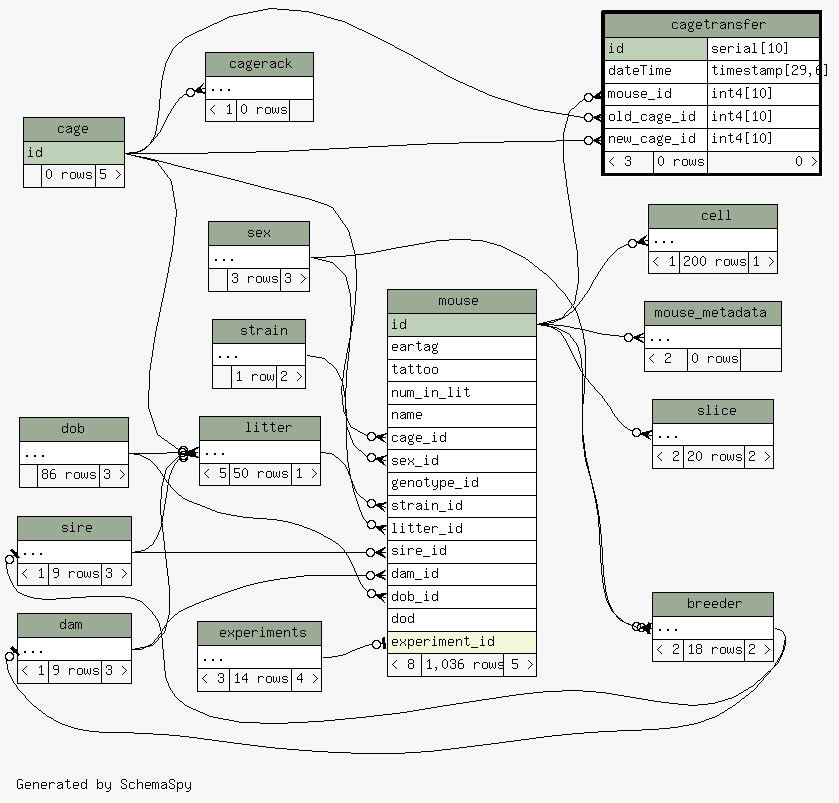 cagetransfer
id serial[10]
dateTime timestamp[29,6]
mouse_id int4[10]
old_cage_id int4[10]
new_cage_id int4[10]
< 3 0 rows 0 >
cagerack
...
< 1 0 rows
cage
id
0 rows 5 >
sex
...
3 rows 3 >
cell
...
< 1 200 rows 1 >
mouse
id
eartag
tattoo
num_in_lit
name
cage_id
sex_id
genotype_id
strain_id
litter_id
sire_id
dam_id
dob_id
dod
experiment_id
< 8 1,036 rows 5 >
mouse_metadata
...
< 2 0 rows
strain
...
1 row 2 >
slice
...
< 2 20 rows 2 >
dob
...
86 rows 3 >
litter
...
< 5 50 rows 1 >
sire
...
< 1 9 rows 3 >
dam
...
< 1 9 rows 3 >
experiments
...
< 3 14 rows 4 >
breeder
...
< 2 18 rows 2 >
Generated by SchemaSpy